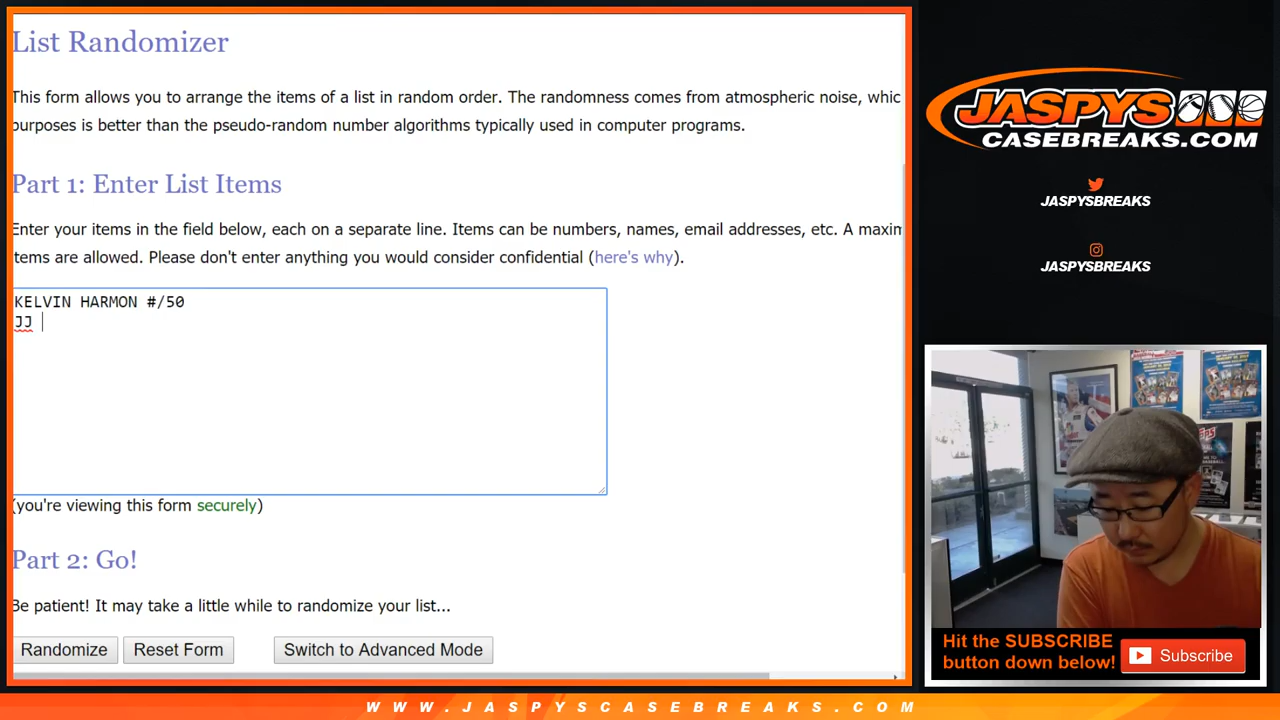 List Randomizer
This form allows you to arrange the items of a list in random order. The randomness comes from atmospheric noise, whic
purposes is better than the pseudo-random number algorithms typically used in computer programs.
Part 1: Enter List Items
Enter your items in the field below, each on a separate line. Items can be numbers, names, email addresses, etc. A maxim
items are allowed. Please don't enter anything you would consider confidential (here's why).
KELVIN HARMON #/50
JJ
(you're viewing this form securely)
Part 2: Go!
Be patient! It may take a little while to randomize your list...
Randomize
Reset Form
Switch to Advanced Mode
JASPYS
CASEBREAKS.COM
JASPYSBREAKS
JASPYSBREAKS
Hit the SUBSCRIBE
button down below!
Subscribe
WWW.JASPYSCASEBREAKS.COM